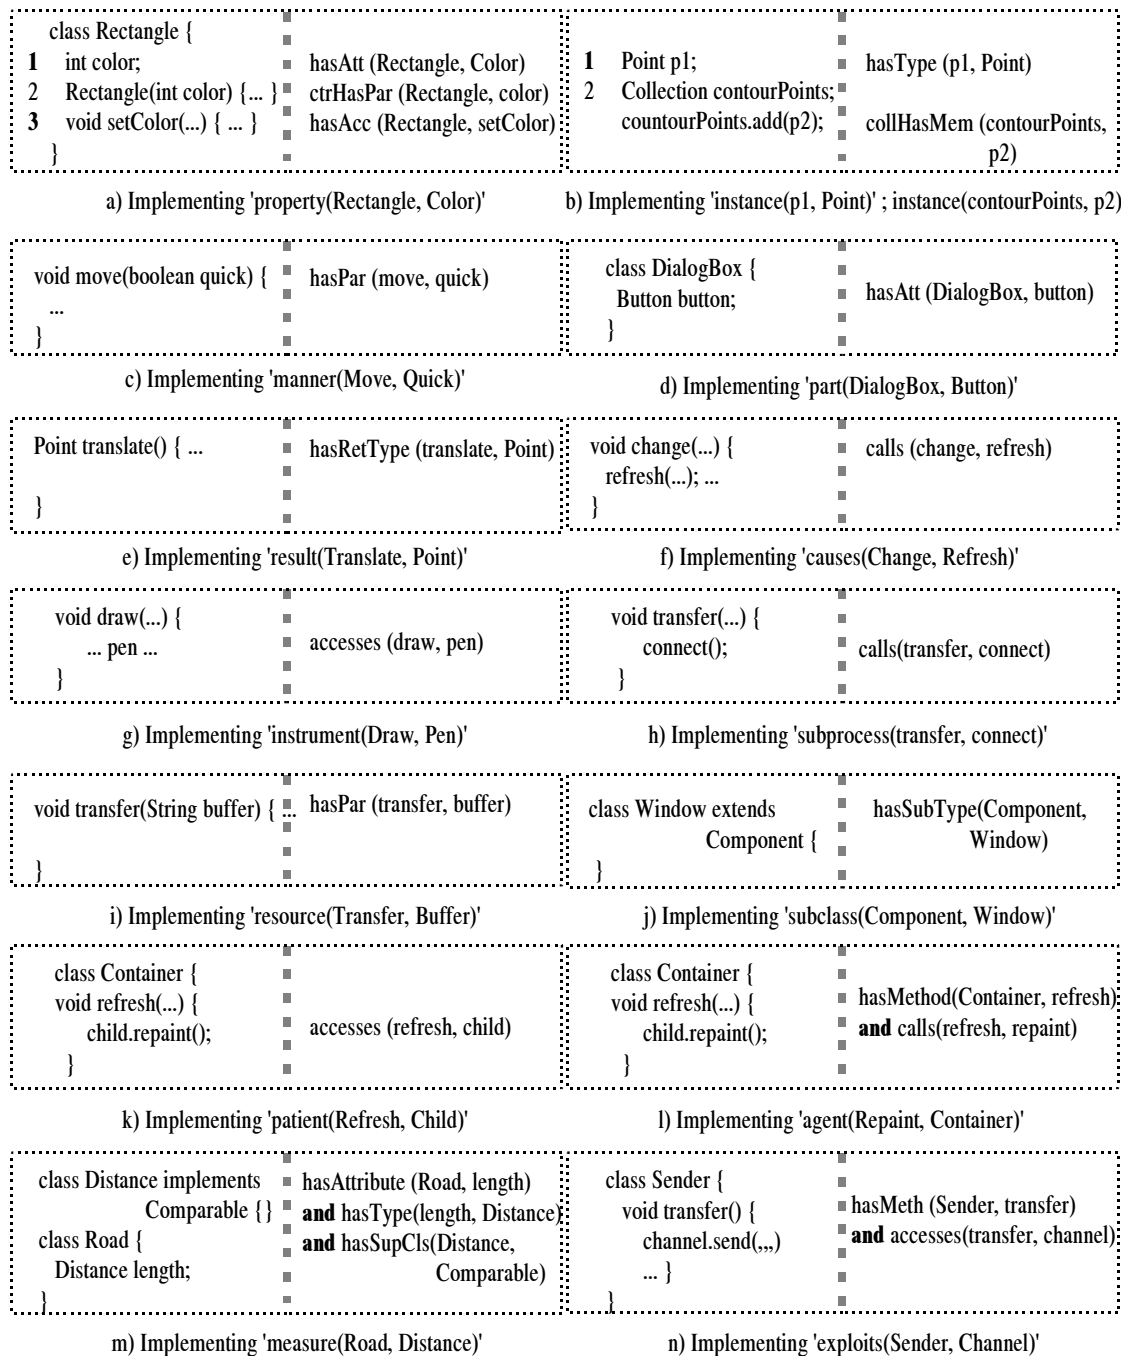 class Rectangle {
1 int color;
2 Rectangle(int color) {... }
3 void setColor(...) { ... }
}
hasAtt (Rectangle, Color)
ctrHasPar (Rectangle, color)
hasAcc (Rectangle, setColor)
a) Implementing 'property(Rectangle, Color)'
1 Point p1;
2 Collection contourPoints;
countourPoints.add(p2);
hasType (p1, Point)
collHasMem (contourPoints,
p2)
b) Implementing 'instance(p1, Point)' ; instance(contourPoints, p2)
void move(boolean quick) {
...
}
hasPar (move, quick)
c) Implementing 'manner(Move, Quick)'
class DialogBox {
Button button;
}
hasAtt (DialogBox, button)
d) Implementing 'part(DialogBox, Button)'
Point translate() { ...
}
hasRetType (translate, Point)
e) Implementing 'result(Translate, Point)'
void change(...) {
refresh(...); ...
}
calls (change, refresh)
f) Implementing 'causes(Change, Refresh)'
void draw(...) {
... pen ...
}
accesses (draw, pen)
g) Implementing 'instrument(Draw, Pen)'
void transfer(...) {
connect();
}
calls(transfer, connect)
h) Implementing 'subprocess(transfer, connect)'
void transfer(String buffer) { ...
}
hasPar (transfer, buffer)
i) Implementing 'resource(Transfer, Buffer)'
class Window extends
Component {
}
hasSubType(Component,
Window)
j) Implementing 'subclass(Component, Window)'
class Container {
void refresh(...) {
child.repaint();
}
accesses (refresh, child)
k) Implementing 'patient(Refresh, Child)'
class Container {
void refresh(...) {
child.repaint();
}
hasMethod(Container, refresh)
and calls(refresh, repaint)
l) Implementing 'agent(Repaint, Container)'
class Distance implements
Comparable {}
class Road {
Distance length;
}
hasAttribute (Road, length)
and hasType(length, Distance)
and hasSupCls(Distance,
Comparable)
m) Implementing 'measure(Road, Distance)'
class Sender {
void transfer() {
channel.send(,,,)
... }
}
hasMeth (Sender, transfer)
and accesses(transfer, channel)
n) Implementing 'exploits(Sender, Channel)'